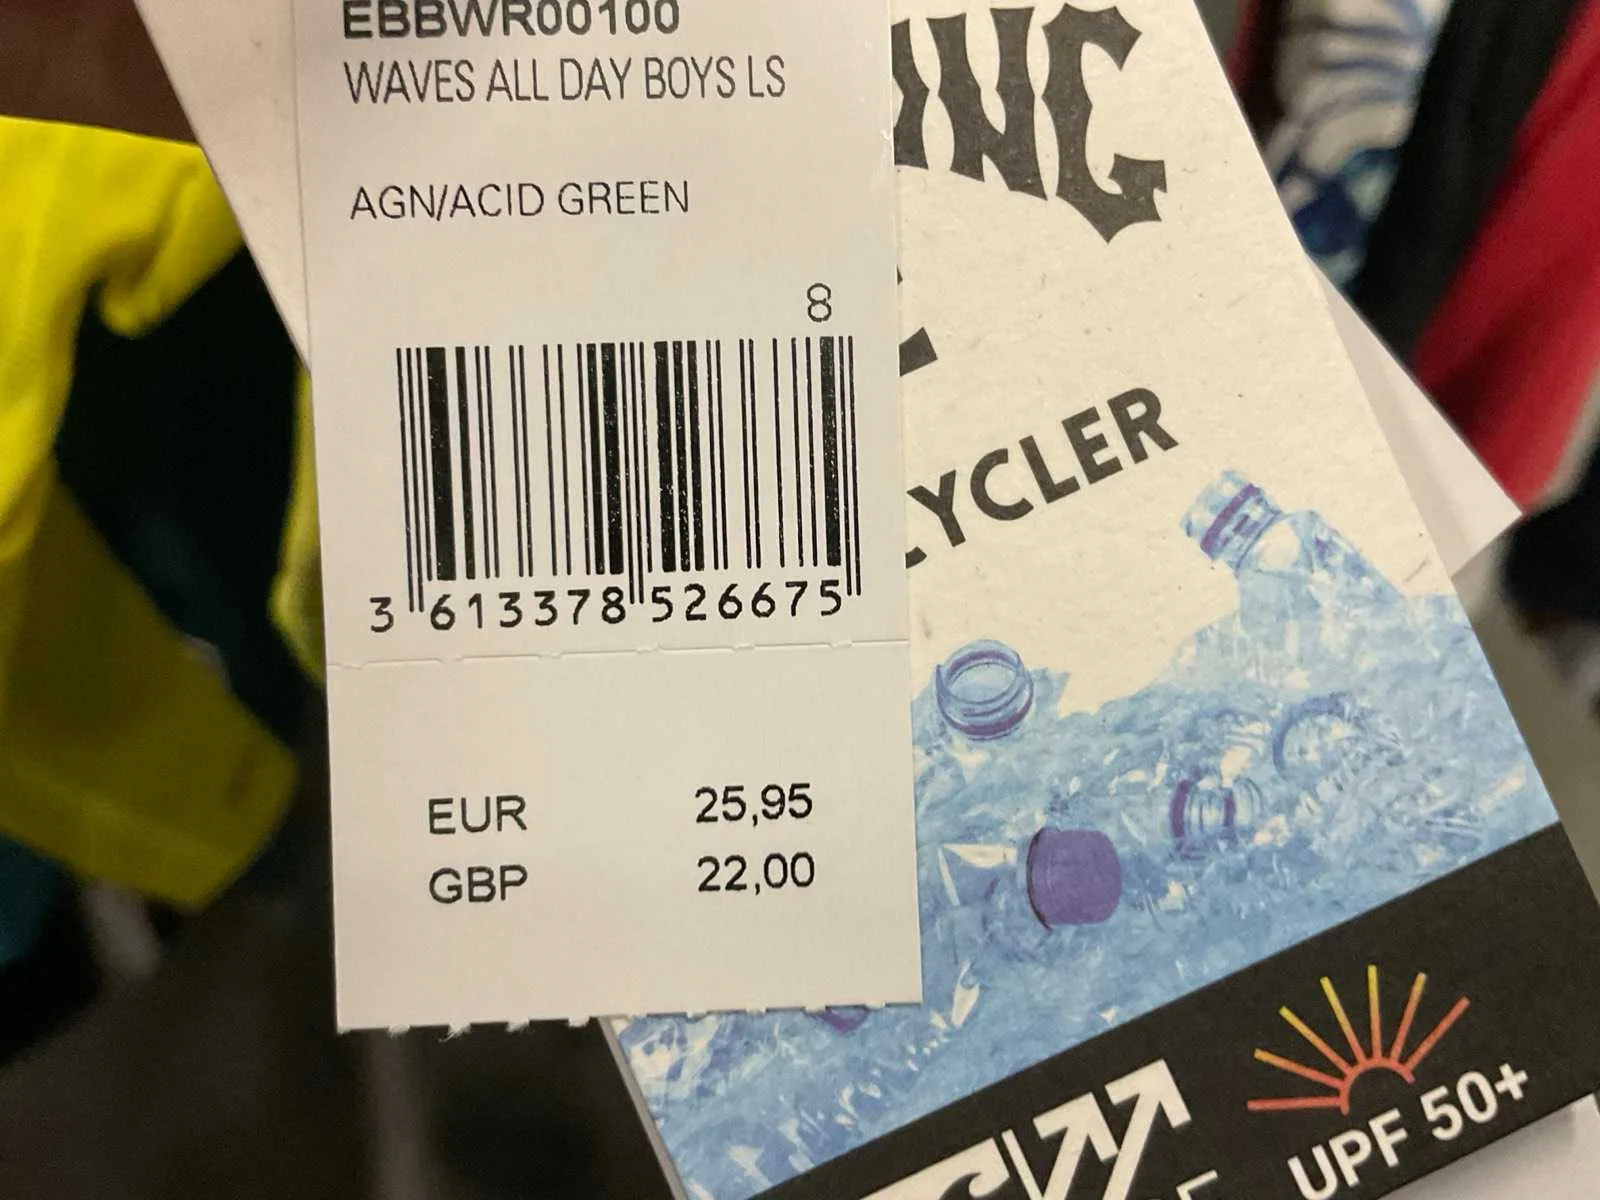 EBBWR00100
WAVES ALL DAY BOYS LS
AGN/ACID GREEN
8
3 613378 526675
EUR 25,95
GBP 22,00
UPF 50+